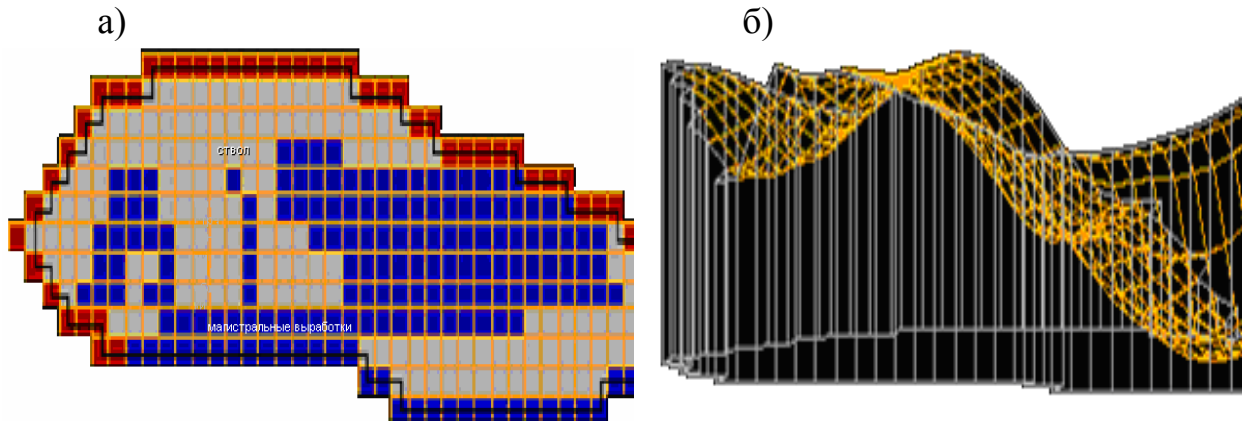 а)
б)
ствол
магистральные выработки